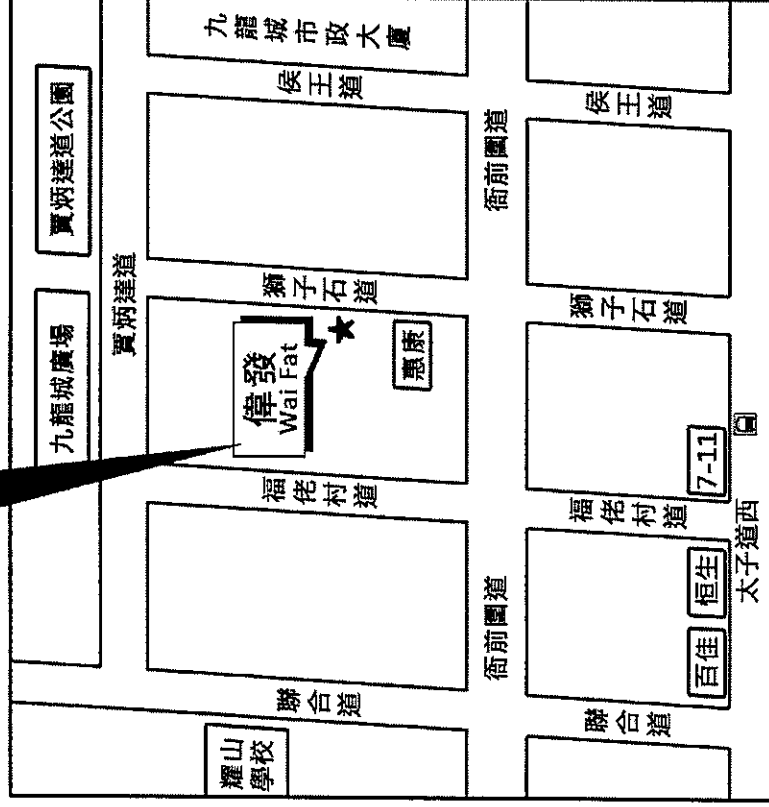 九龍城廣場
賈炳達道公園
賈炳達道
耀山
學校
聯合道
福佬村道
偉發
Wai Fat
獅子石道
侯王道
九龍城市政大廈
惠康
衙前圍道
衙前圍道
聯合道
福佬村道
獅子石道
侯王道
百佳
恒生
7-11
太子道西